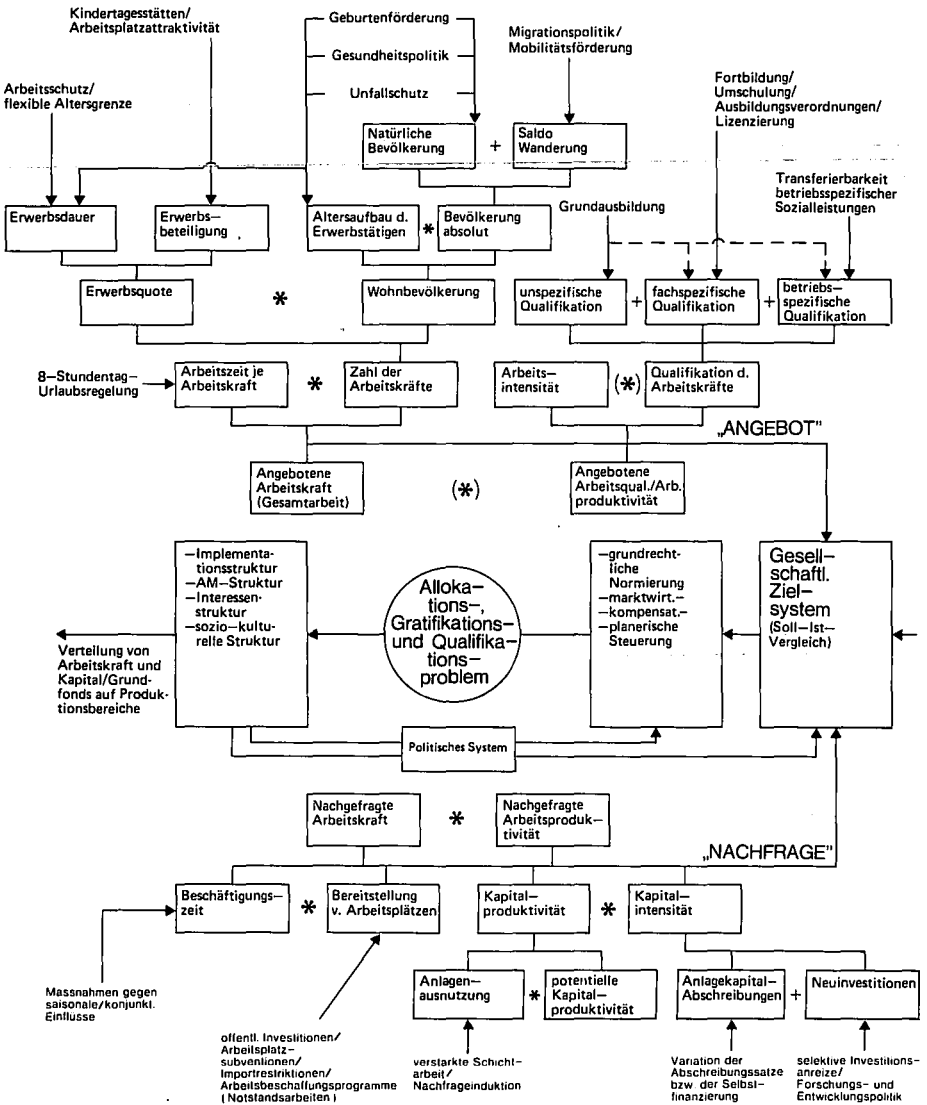 Kindertagesstätten/
Arbeitsplatzattraktivität
Geburtenförderung
Gesundheitspolitik
Unfallschutz
Migrationspolitik/
Mobilitätsförderung
Arbeitsschutz/
flexible Altersgrenze
Fortbildung/
Umschulung/
Ausbildungsverordnungen/
Lizenzierung
Natürliche
Bevölkerung
+
Saldo
Wanderung
Transferierbarkeit
betriebsspezifischer
Sozialleistungen
Grundausbildung
Erwerbsdauer
Erwerbs–
beteiligung
Altersaufbau d.
Erwerbstätigen
*
Bevölkerung
absolut
Erwerbsquote
*
Wohnbevölkerung
unspezifische
Qualifikation
+
fachspezifische
Qualifikation
+
betriebs–
spezifische
Qualifikation
8–Stundentag–
Urlaubsregelung
Arbeitszeit je
Arbeitskraft
*
Zahl der
Arbeitskräfte
Arbeits–
intensität
(*)
Qualifikation d.
Arbeitskräfte
„ANGEBOT”
Angebotene
Arbeitskraft
(Gesamtarbeit)
(*)
Angebotene
Arbeitsqual./Arb.
produktivität
–Implementa–
tionsstruktur
–AM–Struktur
–Interessen–
struktur
–sozio–kultu–
relle Struktur
Alloka–
tions–,
Gratifikations–
und Qualifika–
tions–
problem
–grundrecht–
liche
Normierung
–marktwirt.–
–kompensat.–
–planerische
Steuerung
Gesell–
schaftl.
Ziel–
system
(Soll–Ist–
Vergleich)
Verteilung von
Arbeitskraft und
Kapital/Grund–
fonds auf Produk–
tionsbereiche
Politisches System
Nachgefragte
Arbeitskraft
*
Nachgefragte
Arbeitsproduk–
tivität
„NACHFRAGE”
Beschäftigungs–
zeit
*
Bereitstellung
v. Arbeitsplätzen
Kapital–
produktivität
*
Kapital–
intensität
Massnahmen gegen
saisonale/konjunkt.
Einflüsse
Anlagen–
ausnutzung
*
potentielle
Kapital–
produktivität
Anlagekapital–
Abschreibungen
+
Neuinvestitionen
offentl. Investitionen/
Arbeitsplatz–
subventionen/
Importrestriktionen/
Arbeitsbeschaffungsprogramme
(Notstandsarbeiten)
verstarkte Schicht–
arbeit/
Nachfrageinduktion
Variation der
Abschreibungssatze
bzw. der Selbst–
finanzierung
selektive Investitions–
anreize/
Forschungs– und
Entwicklungspolitik